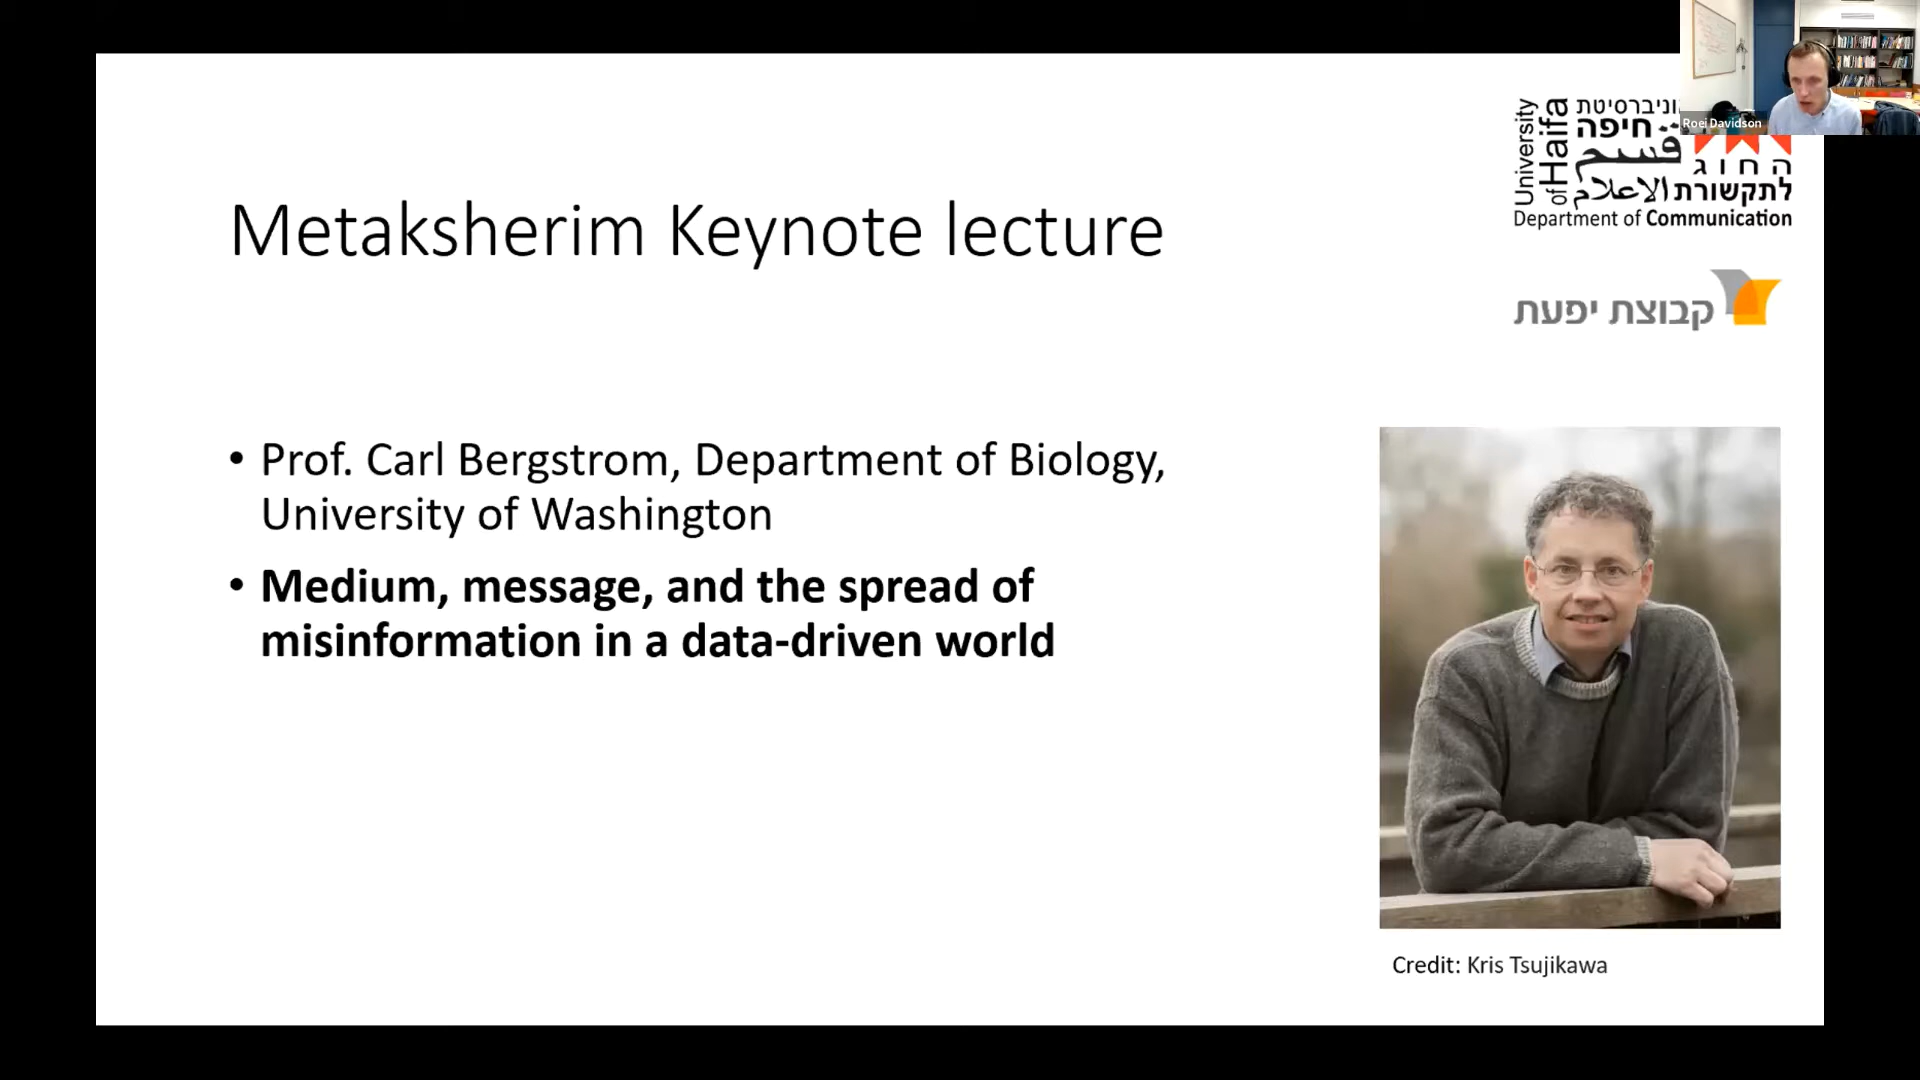 Roei Davidson
University
of Haifa
אוניברסיטת
חיפה
قسم
الاعلام
החוג
לתקשורת
Department of Communication
Metaksherim Keynote lecture
קבוצת יפעת
• Prof. Carl Bergstrom, Department of Biology,
University of Washington
• Medium, message, and the spread of
misinformation in a data-driven world
Credit: Kris Tsujikawa